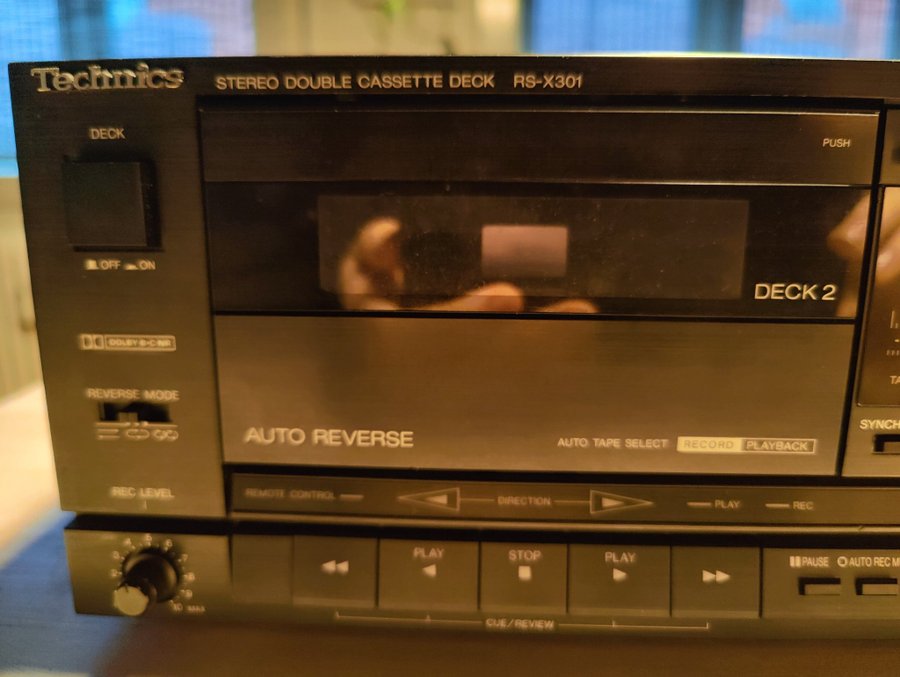 Technics STEREO DOUBLE CASSETTE DECK RS-X301
DECK
PUSH
OFF ON
DECK 2
DOLBY B·C NR
REVERSE MODE
AUTO REVERSE
AUTO TAPE SELECT RECORD PLAYBACK
SYNCH
REC LEVEL
REMOTE CONTROL
DIRECTION
PLAY
REC
PLAY
STOP
PLAY
PAUSE
AUTO REC M
CUE/REVIEW